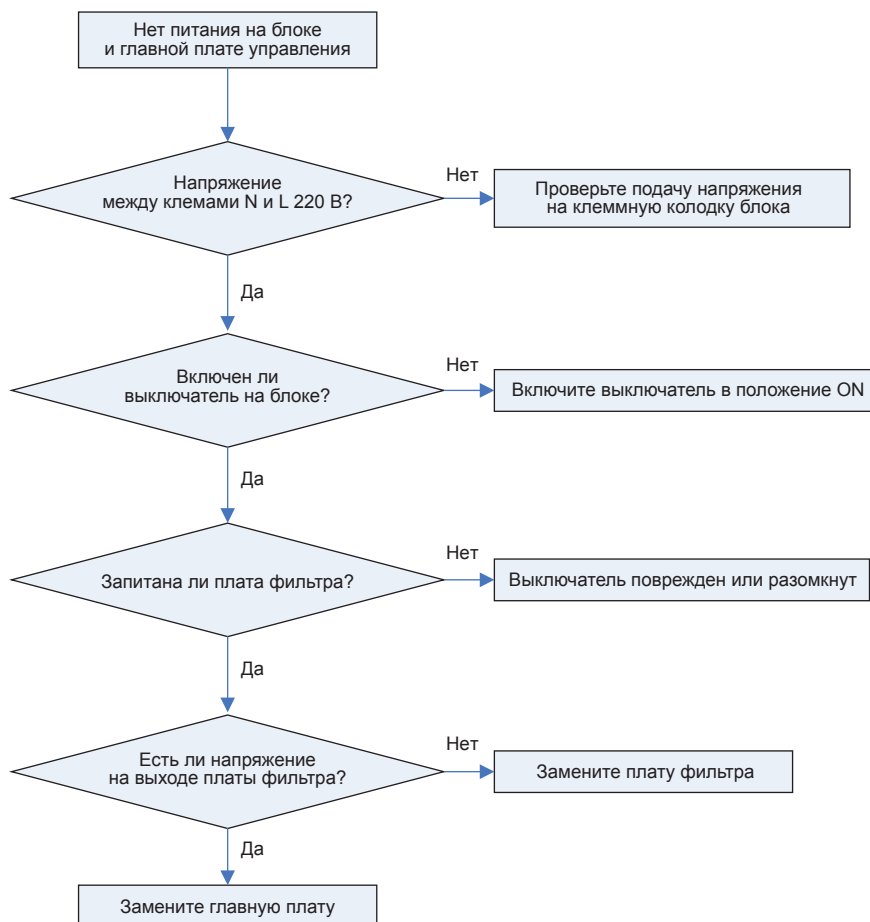 Нет питания на блоке
и главной плате управления
Напряжение
между клемами N и L 220 В?
Нет
Проверьте подачу напряжения
на клеммную колодку блока
Да
Включен ли
выключатель на блоке?
Нет
Включите выключатель в положение ON
Да
Запитана ли плата фильтра?
Нет
Выключатель поврежден или разомкнут
Да
Есть ли напряжение
на выходе платы фильтра?
Нет
Замените плату фильтра
Да
Замените главную плату